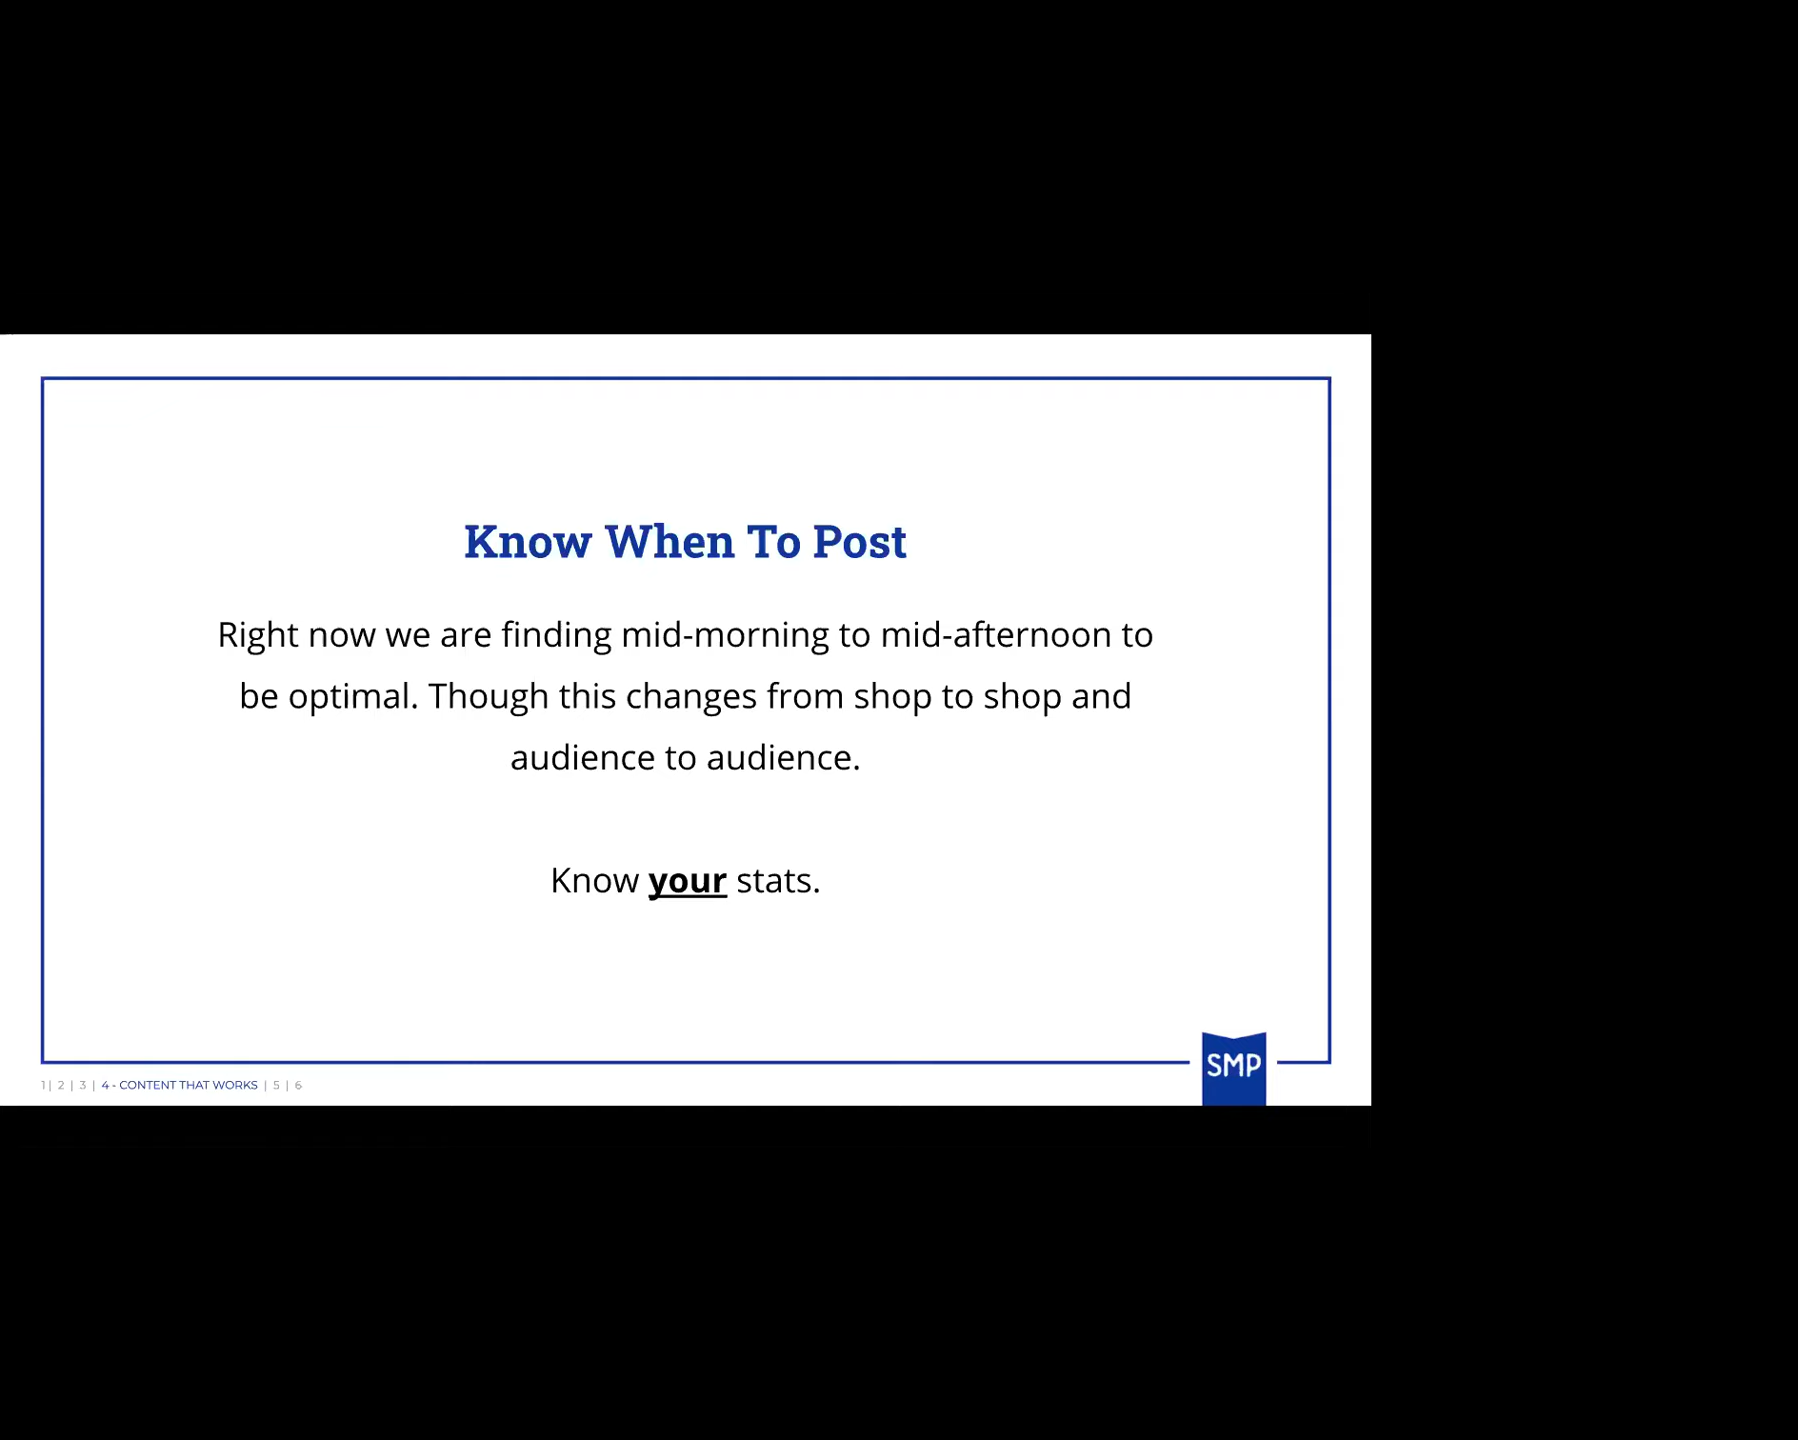 Know When To Post
Right now we are finding mid-morning to mid-afternoon to
be optimal. Though this changes from shop to shop and
audience to audience.
Know your stats.
SMP
1| 2 | 3 | 4 - CONTENT THAT WORKS | 5 | 6